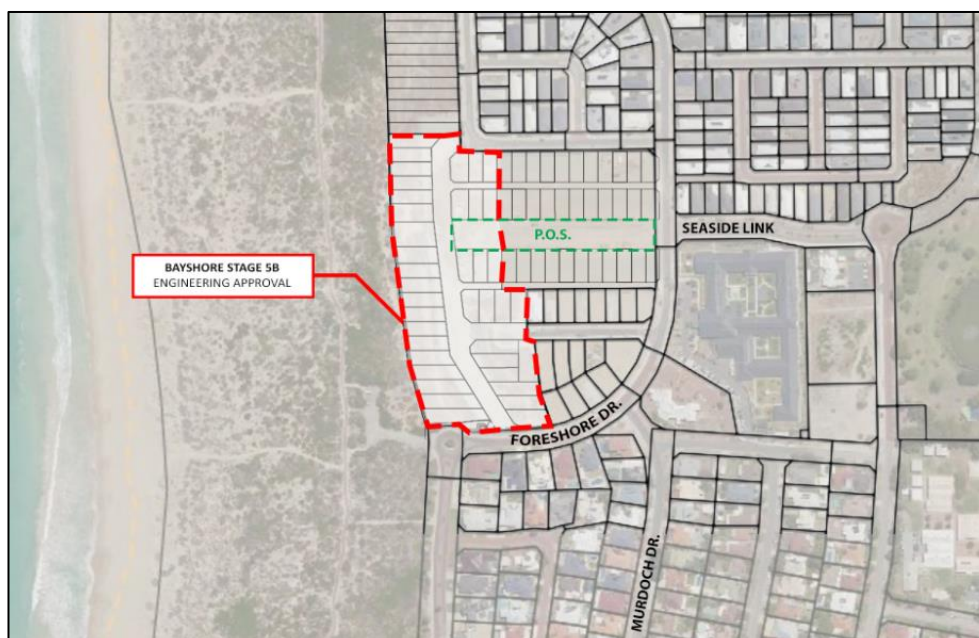 P.O.S.
SEASIDE LINK
BAYSHORE STAGE 5B
ENGINEERING APPROVAL
FORESHORE DR.
MURDOCH DR.